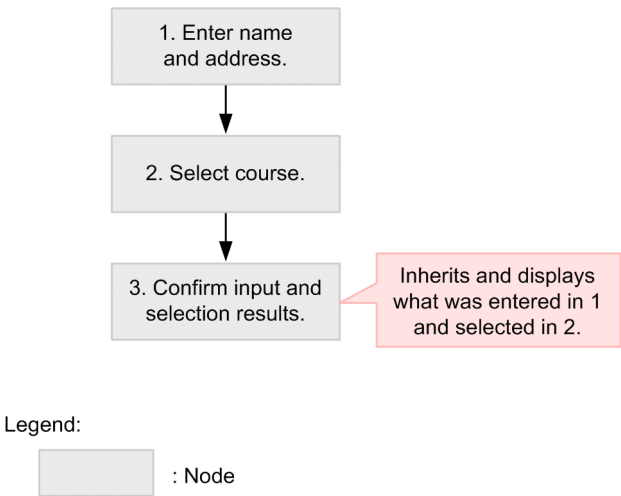 1. Enter name
and address.
2. Select course.
3. Confirm input and
selection results.
Inherits and displays
what was entered in 1
and selected in 2.
Legend:
: Node